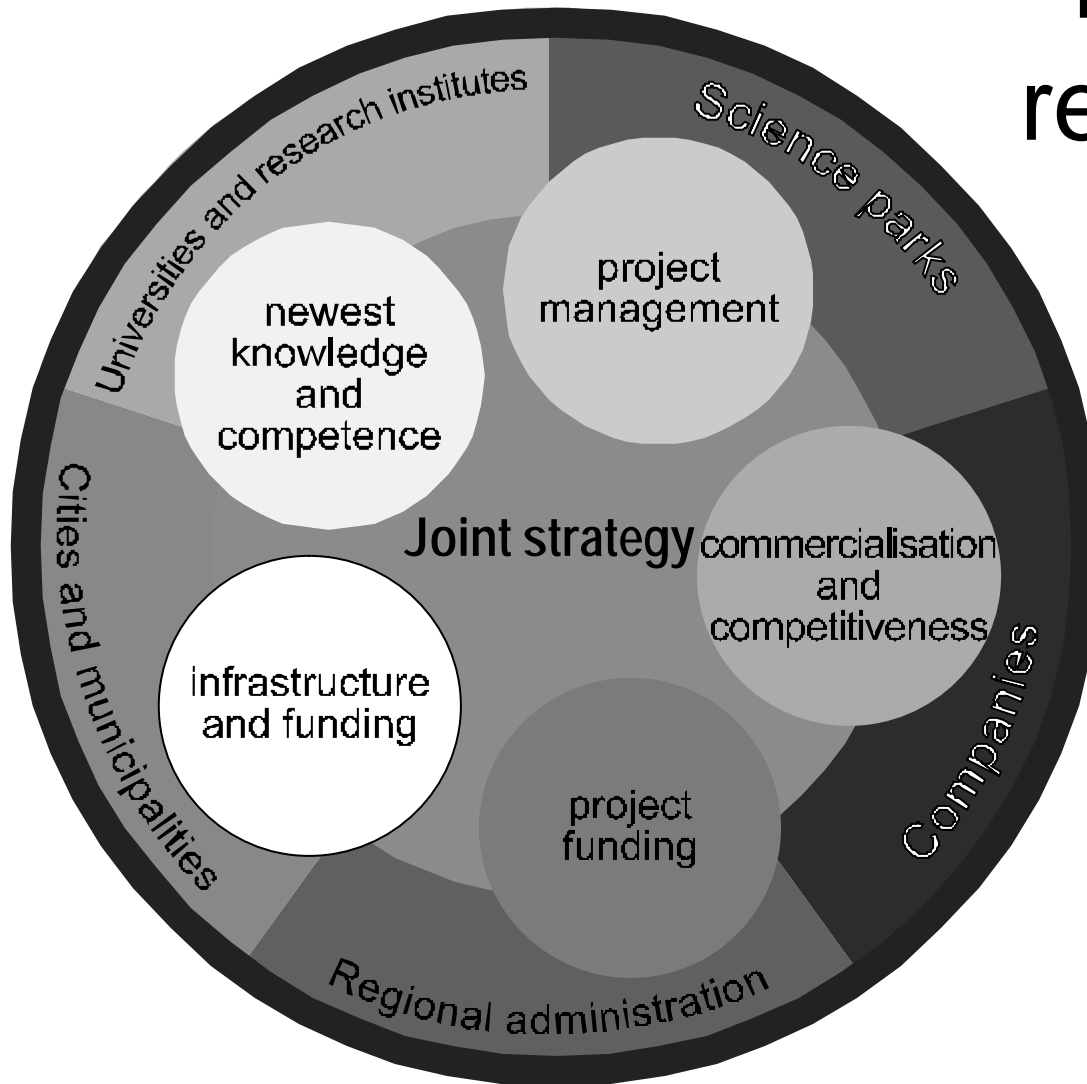 re
Universities and research institutes
Science parks
project
management
newest
knowledge
and
competence
Joint strategy
commercialisation
and
competitiveness
Cities and municipalities
infrastructure
and funding
Companies
project
funding
Regional administration